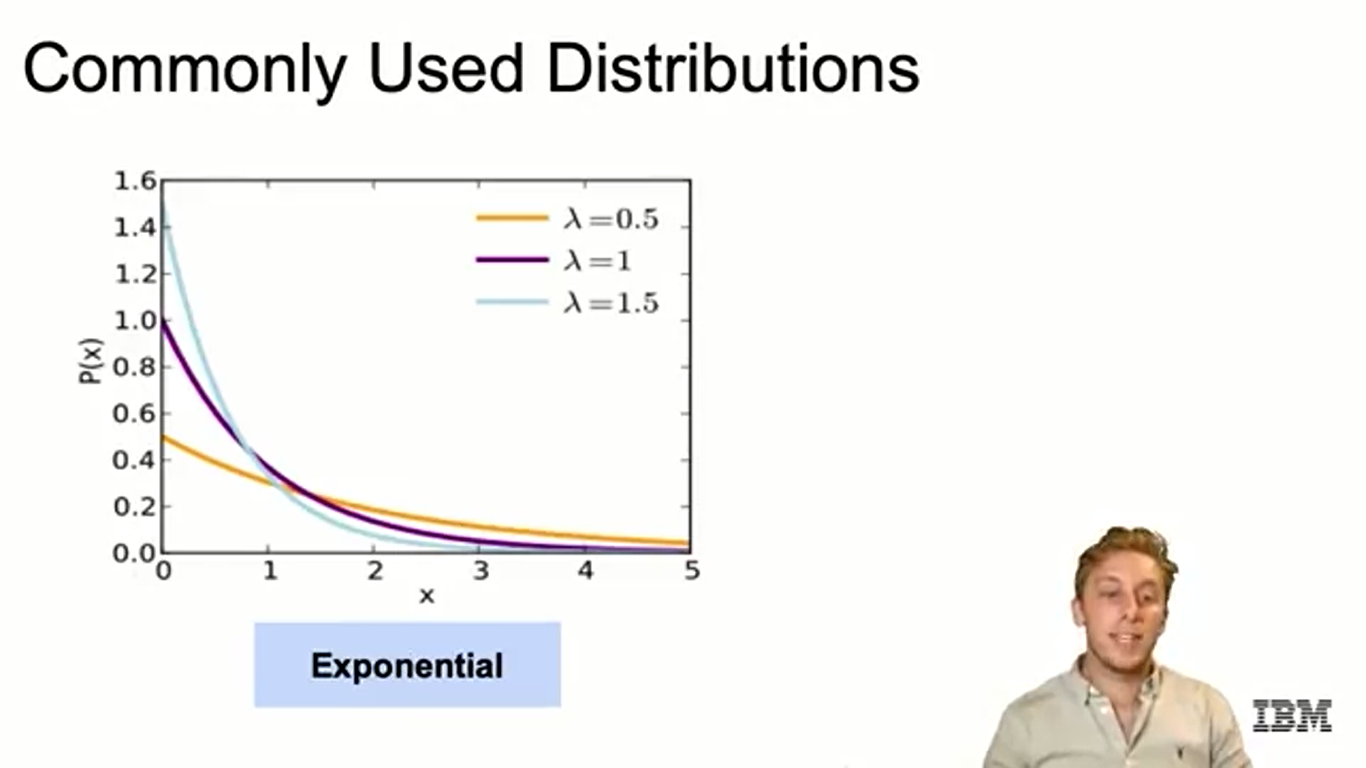 Commonly Used Distributions
1.6
1.4
1.2
1.0
0.8
0.6
0.4
0.2
0.0
P(x)
λ=0.5
λ=1
λ=1.5
0 1 2 3 4 5
x
Exponential
IBM